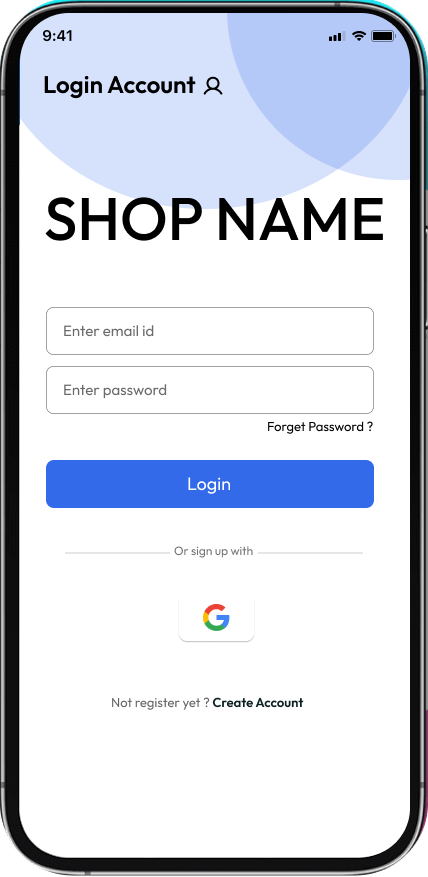 9:41
Login Account
SHOP NAME
Enter email id
Enter password
Forget Password ?
Login
Or sign up with
Not register yet ? Create Account